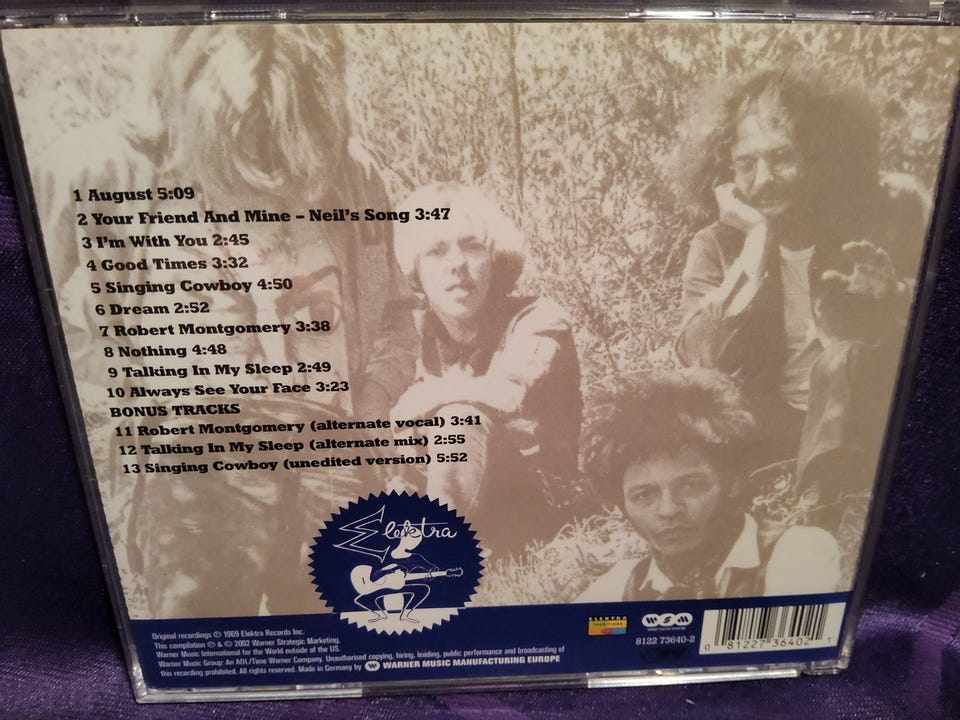 1 August 5:09
2 Your Friend And Mine – Neil's Song 3:47
3 I'm With You 2:45
4 Good Times 3:32
5 Singing Cowboy 4:50
6 Dream 2:52
7 Robert Montgomery 3:38
8 Nothing 4:48
9 Talking In My Sleep 2:49
10 Always See Your Face 3:23
BONUS TRACKS
11 Robert Montgomery (alternate vocal) 3:41
12 Talking In My Sleep (alternate mix) 2:55
13 Singing Cowboy (unedited version) 5:52
Elektra
Original recordings ℗ 1969 Elektra Records Inc.
This compilation ℗ & © 2002 Warner Strategic Marketing,
Warner Music International for the World outside of the US.
Warner Music Group: An AOL/Time Warner Company. Unauthorised copying, hiring, lending, public performance and broadcasting of
this recording prohibited. All rights reserved. Made in Germany by WARNER MUSIC MANUFACTURING EUROPE
ELEKTRA
TRADITIONS
WSM
8122 73640-2
0 81227 36402 1